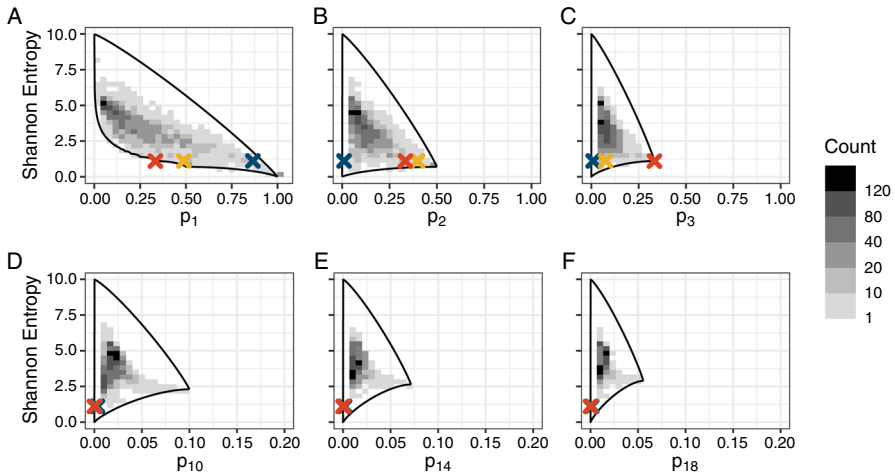 A B C
Shannon Entropy
10.0
7.5
5.0
2.5
0.0
0.00 0.25 0.50 0.75 1.00
p1
0.00 0.25 0.50 0.75 1.00
p2
0.00 0.25 0.50 0.75 1.00
p3
D E F
Shannon Entropy
10.0
7.5
5.0
2.5
0.0
0.00 0.05 0.10 0.15 0.20
p10
0.00 0.05 0.10 0.15 0.20
p14
0.00 0.05 0.10 0.15 0.20
p18
Count
120
80
40
20
10
1